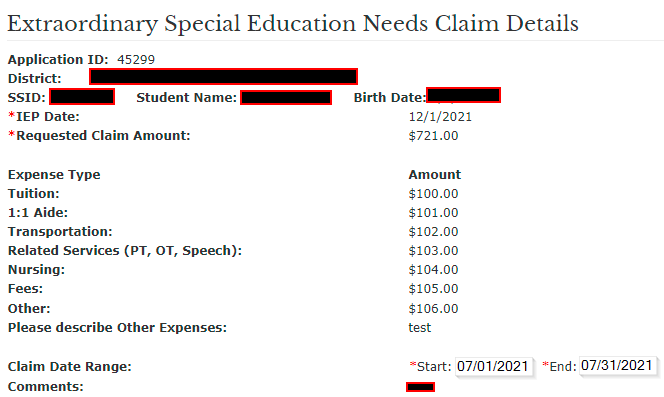 Extraordinary Special Education Needs Claim Details
Application ID: 45299
District:
SSID: Student Name: Birth Date:
*IEP Date: 12/1/2021
*Requested Claim Amount: $721.00
Expense Type Amount
Tuition: $100.00
1:1 Aide: $101.00
Transportation: $102.00
Related Services (PT, OT, Speech): $103.00
Nursing: $104.00
Fees: $105.00
Other: $106.00
Please describe Other Expenses: test
Claim Date Range: *Start: 07/01/2021 *End: 07/31/2021
Comments: